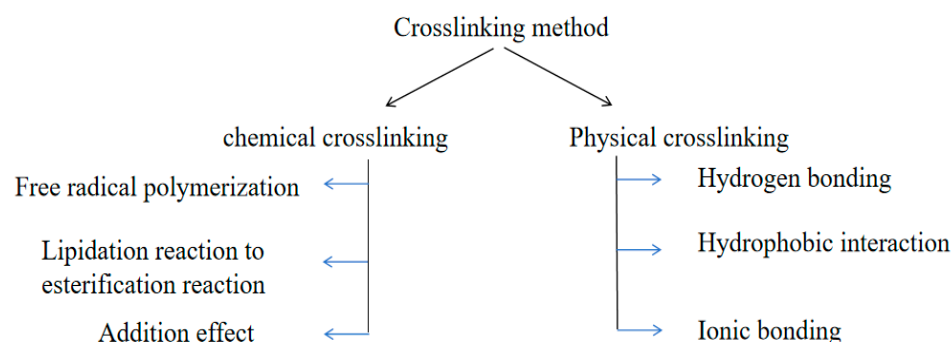 Crosslinking method
chemical crosslinking
Physical crosslinking
Free radical polymerization
Lipidation reaction to
esterification reaction
Addition effect
Hydrogen bonding
Hydrophobic interaction
Ionic bonding